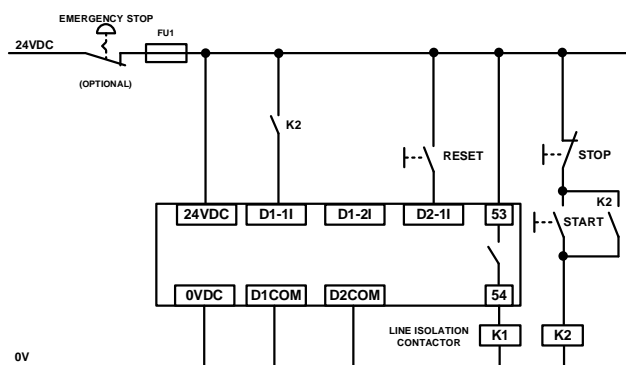 EMERGENCY STOP
FU1
24VDC
(OPTIONAL)
K2
RESET
STOP
K2
START
24VDC
D1-1I
D1-2I
D2-1I
53
0VDC
D1COM
D2COM
54
LINE ISOLATION
CONTACTOR
K1
K2
0V